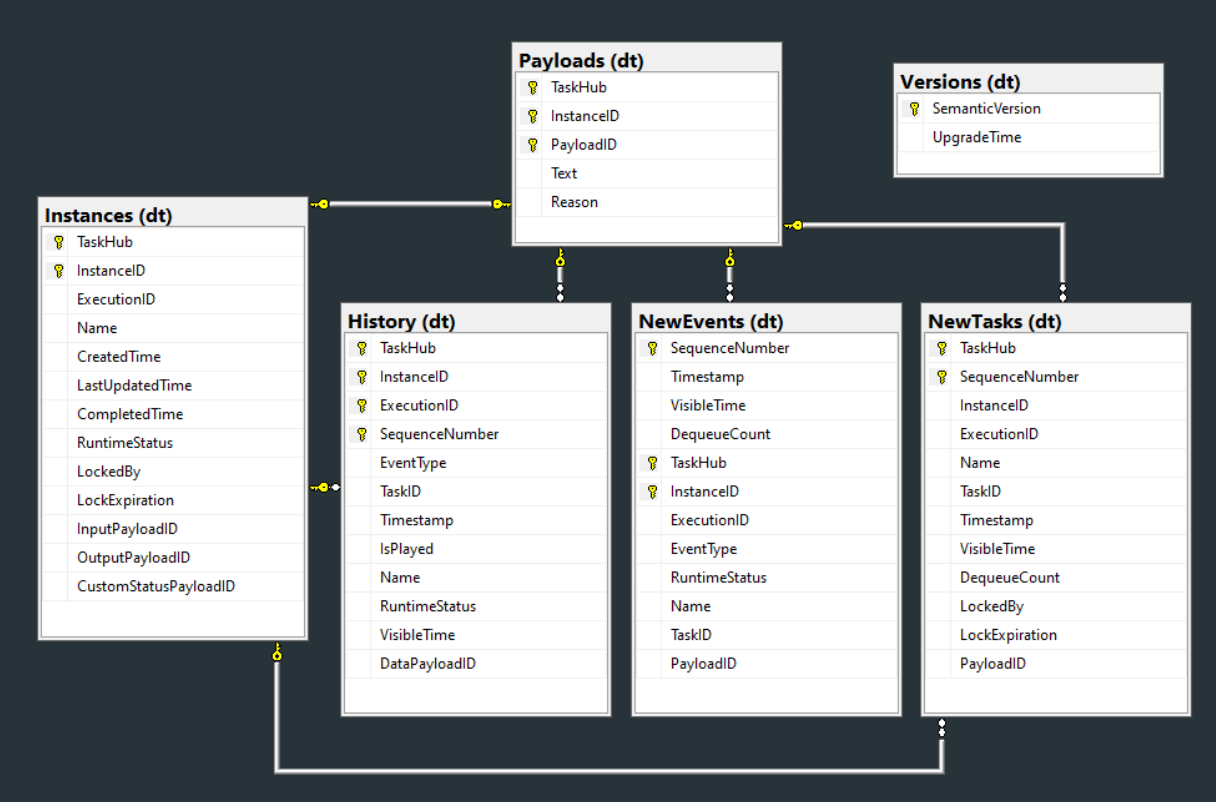 Payloads (dt)
TaskHub
InstanceID
PayloadID
Text
Reason
Versions (dt)
SemanticVersion
UpgradeTime
Instances (dt)
TaskHub
InstanceID
ExecutionID
Name
CreatedTime
LastUpdatedTime
CompletedTime
RuntimeStatus
LockedBy
LockExpiration
InputPayloadID
OutputPayloadID
CustomStatusPayloadID
History (dt)
TaskHub
InstanceID
ExecutionID
SequenceNumber
EventType
TaskID
Timestamp
IsPlayed
Name
RuntimeStatus
VisibleTime
DataPayloadID
NewEvents (dt)
SequenceNumber
Timestamp
VisibleTime
DequeueCount
TaskHub
InstanceID
ExecutionID
EventType
RuntimeStatus
Name
TaskID
PayloadID
NewTasks (dt)
TaskHub
SequenceNumber
InstanceID
ExecutionID
Name
TaskID
Timestamp
VisibleTime
DequeueCount
LockedBy
LockExpiration
PayloadID